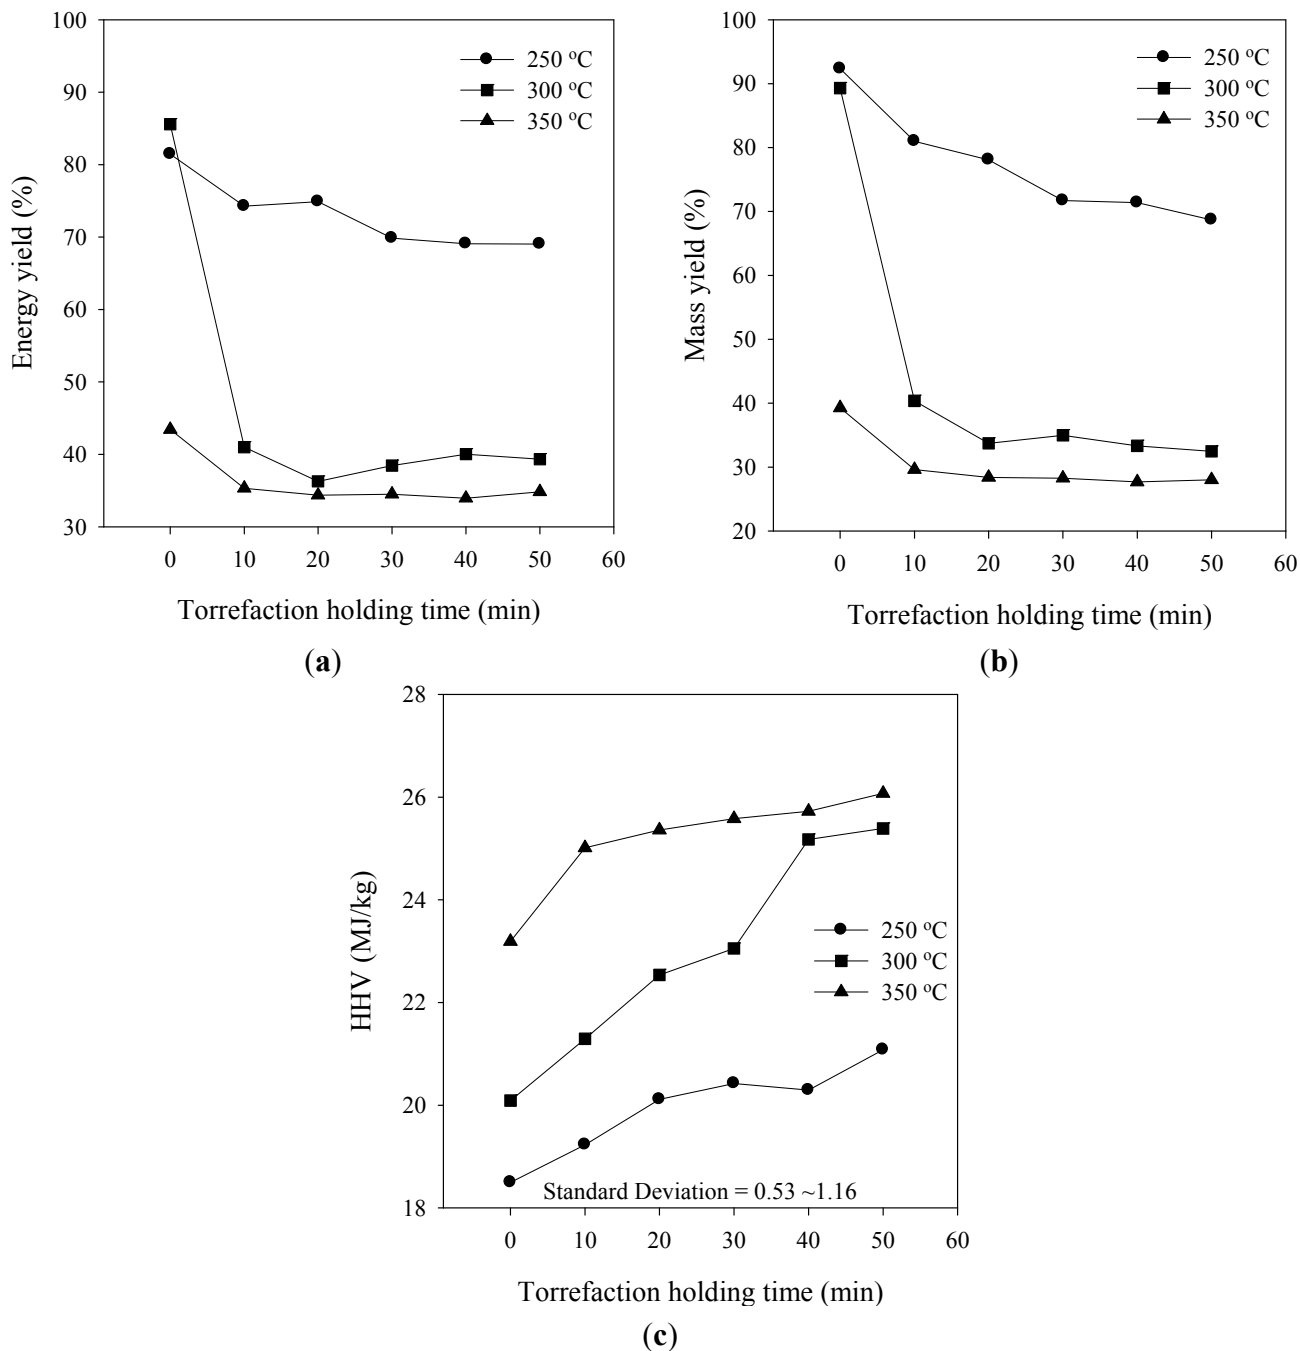 100
90
80
70
60
50
40
30
Energy yield (%)
250 ºC
300 ºC
350 ºC
0 10 20 30 40 50 60
Torrefaction holding time (min)
(a)
100
90
80
70
60
50
40
30
20
Mass yield (%)
250 ºC
300 ºC
350 ºC
0 10 20 30 40 50 60
Torrefaction holding time (min)
(b)
28
26
24
22
20
18
HHV (MJ/kg)
250 ºC
300 ºC
350 ºC
Standard Deviation = 0.53 ~1.16
0 10 20 30 40 50 60
Torrefaction holding time (min)
(c)